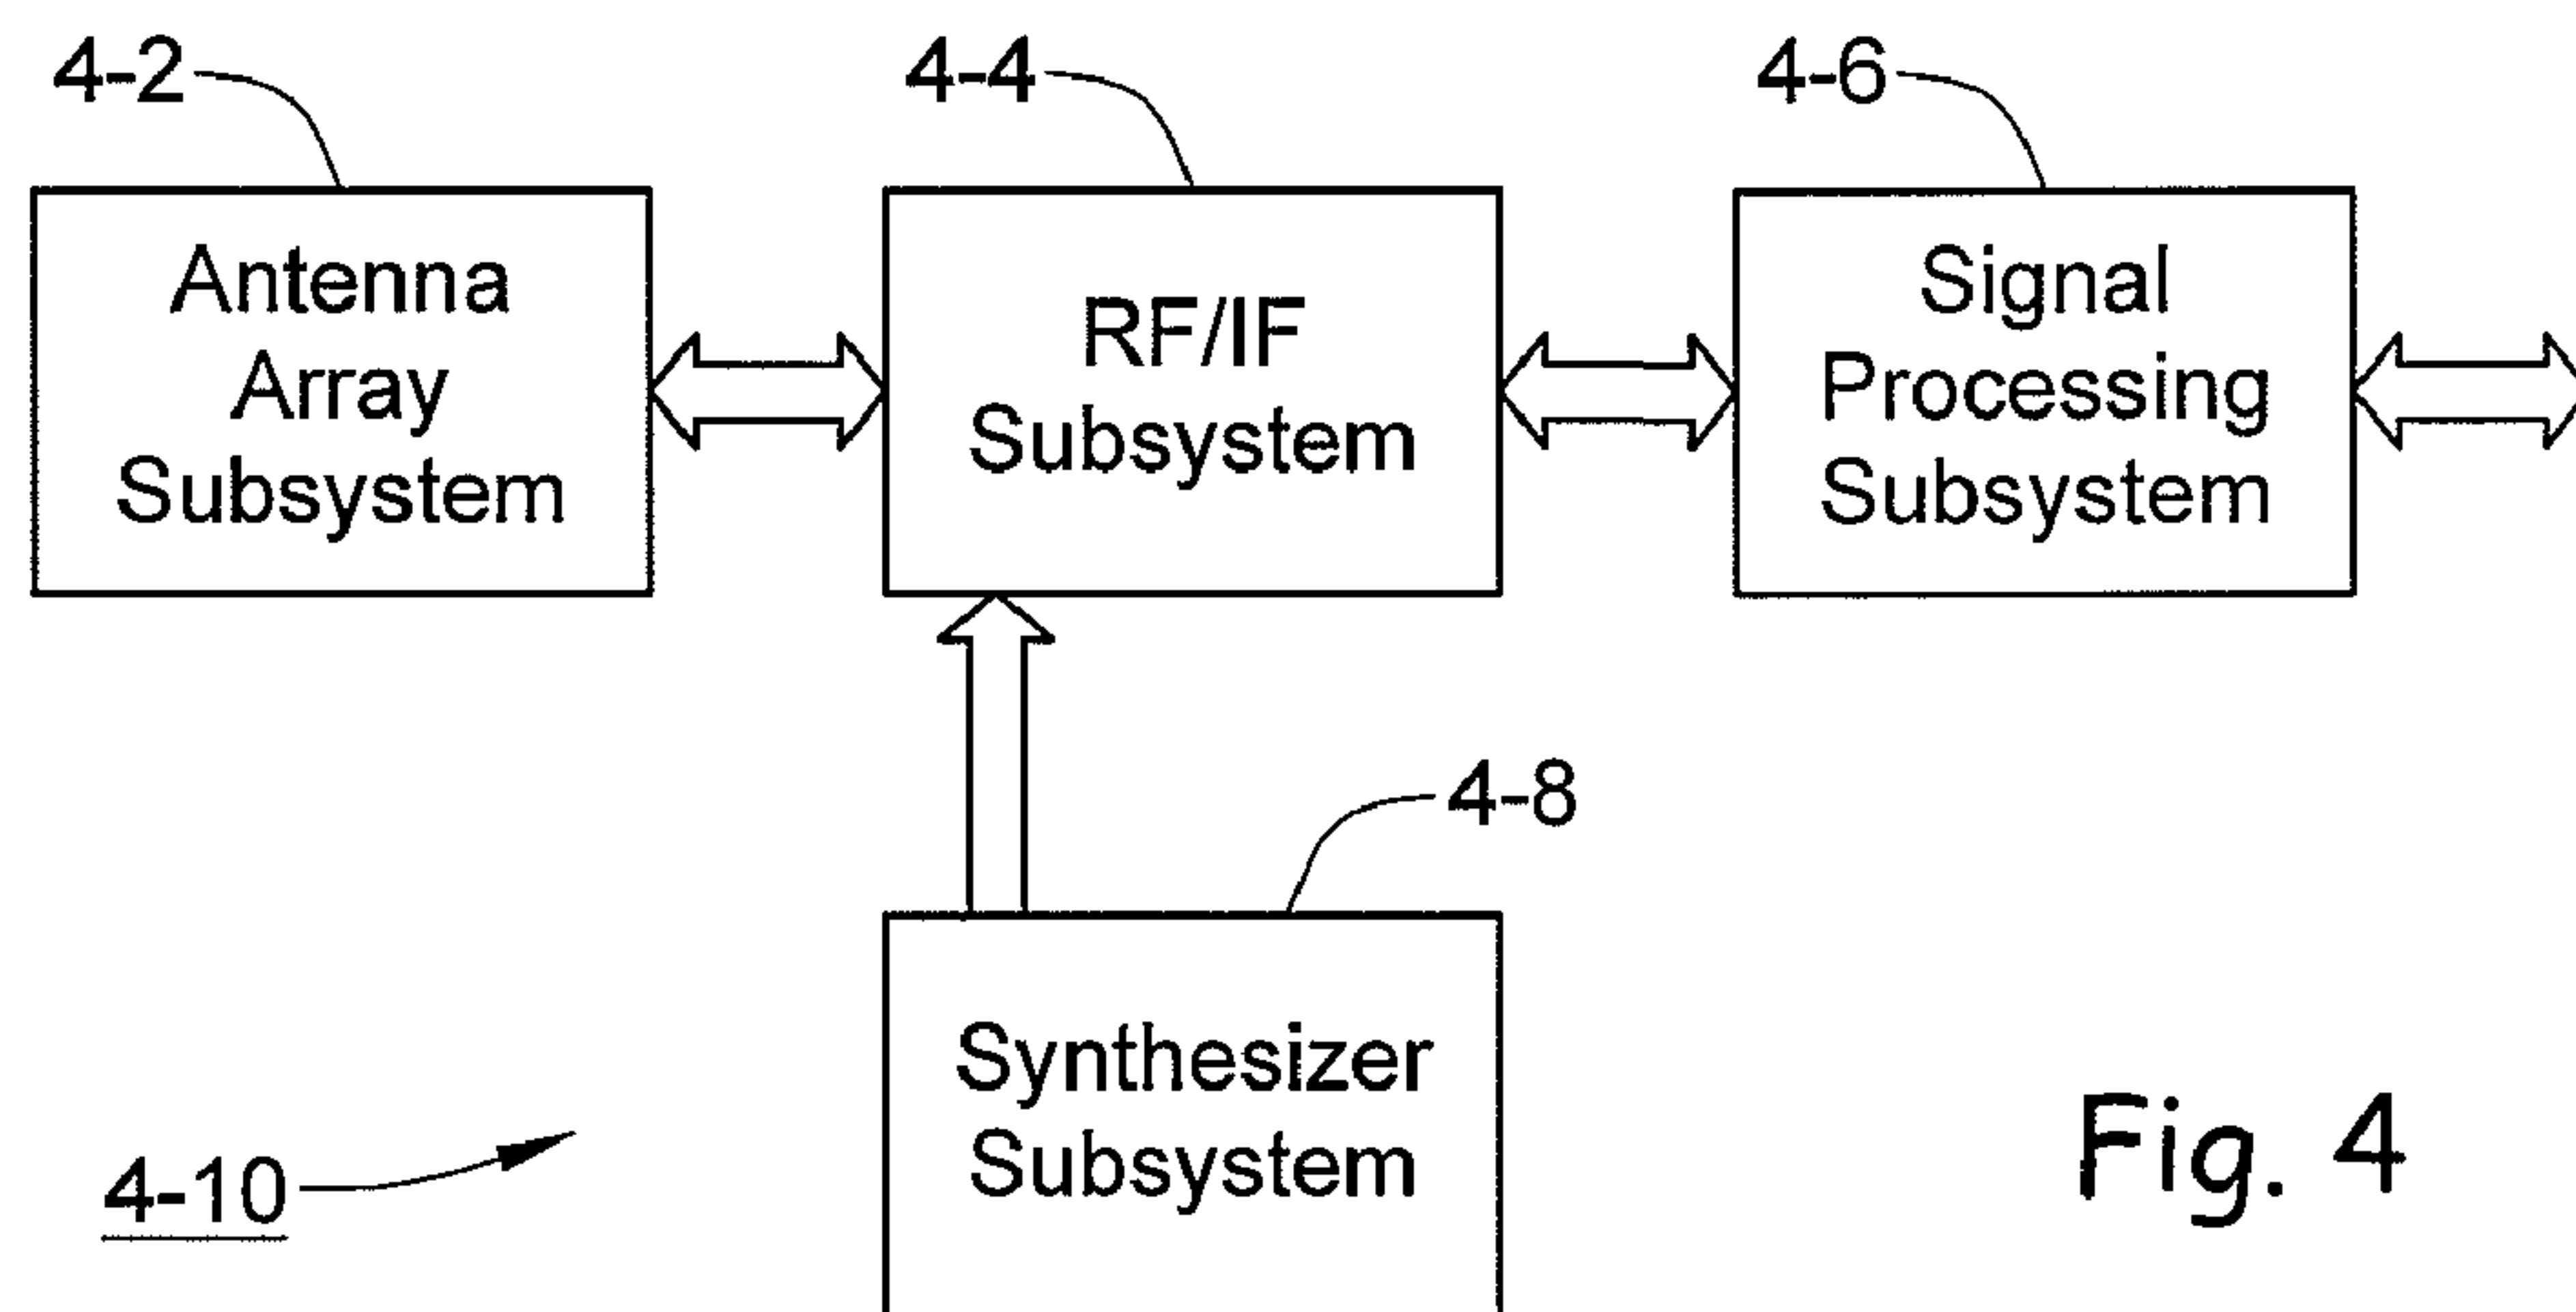 4-2
4-4
4-6
Antenna
Array
Subsystem
RF/IF
Subsystem
Signal
Processing
Subsystem
4-8
Synthesizer
Subsystem
4-10
Fig. 4